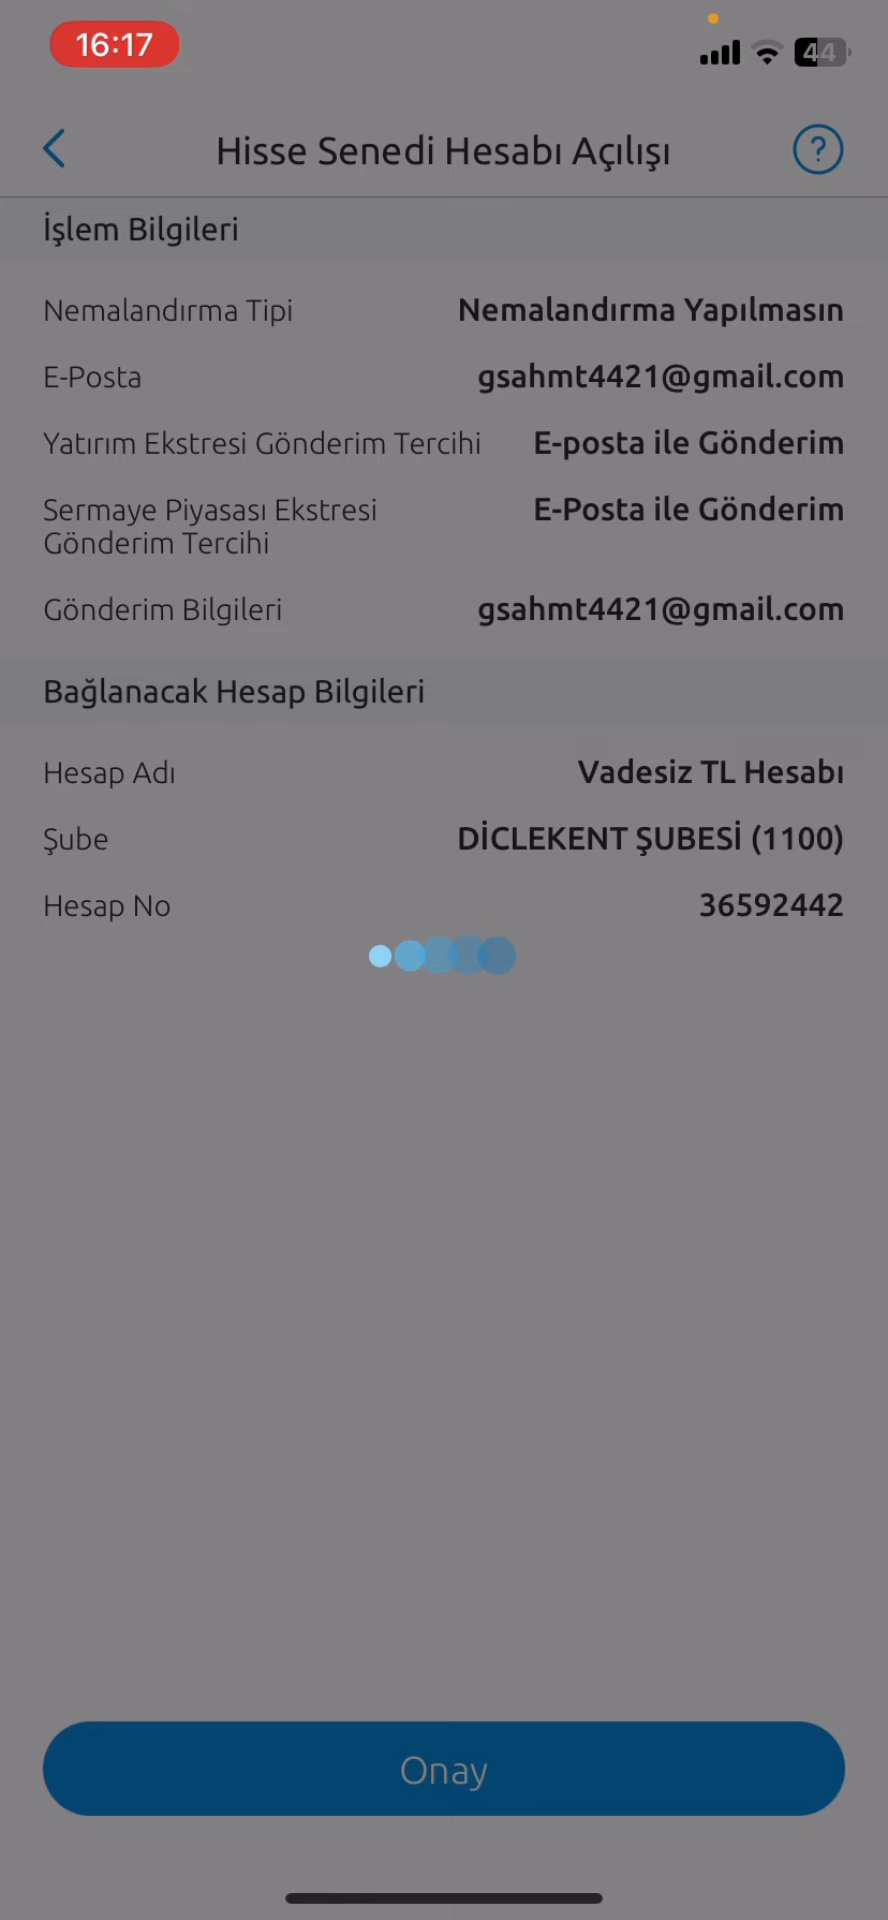 16:17
44
Hisse Senedi Hesabı Açılışı
?
İşlem Bilgileri
Nemalandırma Tipi Nemalandırma Yapılmasın
E-Posta gsahmt4421@gmail.com
Yatırım Ekstresi Gönderim Tercihi E-posta ile Gönderim
Sermaye Piyasası Ekstresi E-Posta ile Gönderim
Gönderim Tercihi
Gönderim Bilgileri gsahmt4421@gmail.com
Bağlanacak Hesap Bilgileri
Hesap Adı Vadesiz TL Hesabı
Şube DİCLEKENT ŞUBESİ (1100)
Hesap No 36592442
Onay